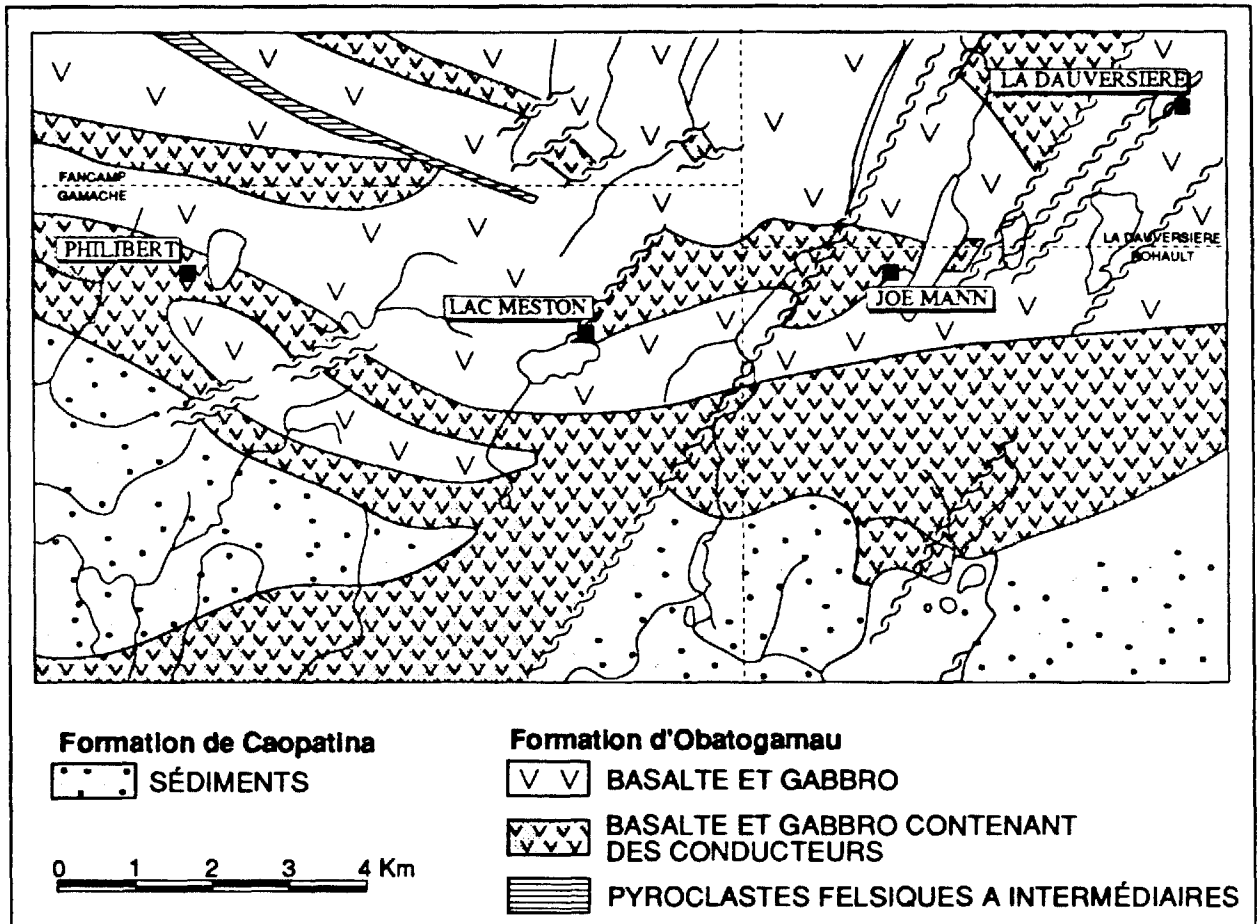 LA DAUVERSIERE
FANCAMP
GAMACHE
PHILIBERT
LA DAUVERSIERE
ROHAULT
LAC MESTON
JOE MANN
Formation de Caopatina
SÉDIMENTS
0 1 2 3 4 Km
Formation d'Obatogamau
BASALTE ET GABBRO
BASALTE ET GABBRO CONTENANT
DES CONDUCTEURS
PYROCLASTES FELSIQUES A INTERMÉDIAIRES